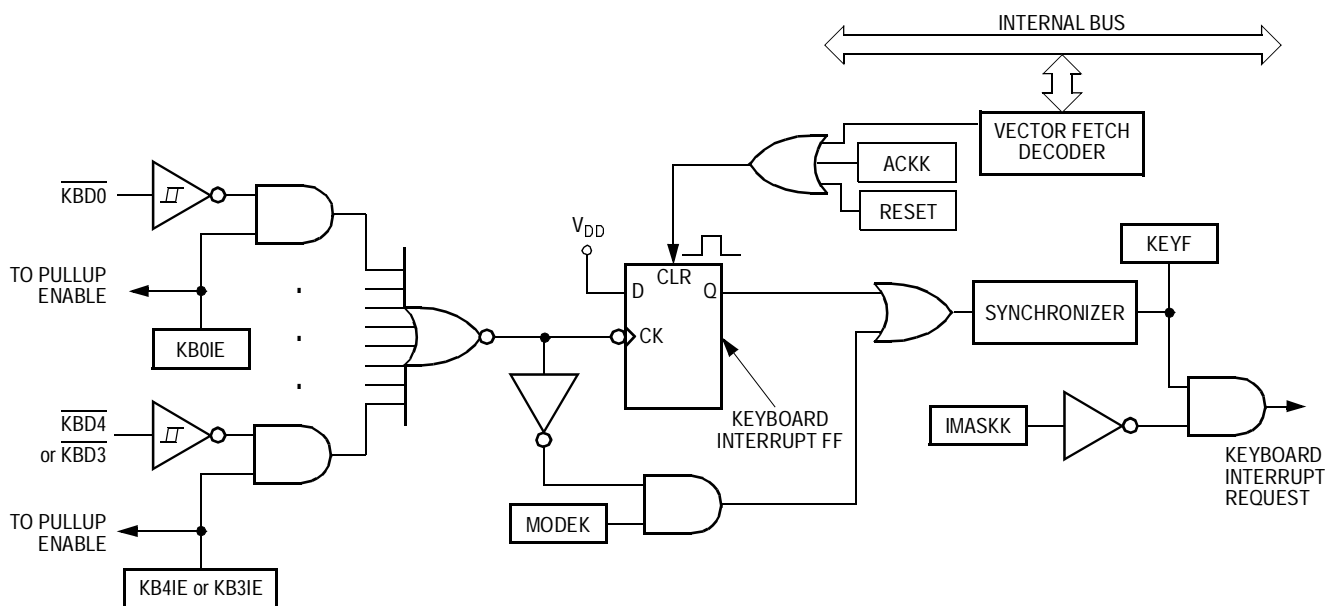 INTERNAL BUS
VECTOR FETCH
DECODER
ACKK
RESET
KBD0
VDD
KEYF
CLR
D
Q
CK
TO PULLUP
ENABLE
KB0IE
SYNCHRONIZER
KEYBOARD
INTERRUPT FF
KBD4
or KBD3
IMASKK
KEYBOARD
INTERRUPT
REQUEST
MODEK
TO PULLUP
ENABLE
KB4IE or KB3IE